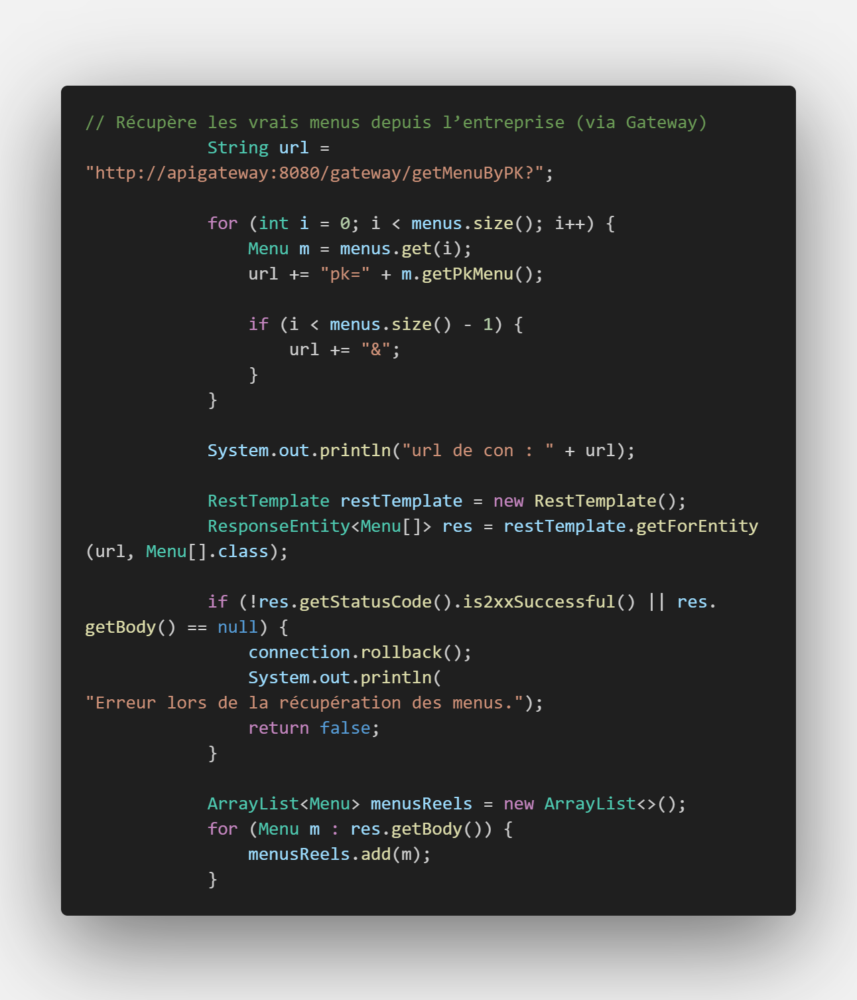 // Récupère les vrais menus depuis l’entreprise (via Gateway)
String url =
"http://apigateway:8080/gateway/getMenuByPK?";
for (int i = 0; i < menus.size(); i++) {
Menu m = menus.get(i);
url += "pk=" + m.getPkMenu();
if (i < menus.size() - 1) {
url += "&";
}
}
System.out.println("url de con : " + url);
RestTemplate restTemplate = new RestTemplate();
ResponseEntity<Menu[]> res = restTemplate.getForEntity
(url, Menu[].class);
if (!res.getStatusCode().is2xxSuccessful() || res.
getBody() == null) {
connection.rollback();
System.out.println(
"Erreur lors de la récupération des menus.");
return false;
}
ArrayList<Menu> menusReels = new ArrayList<>();
for (Menu m : res.getBody()) {
menusReels.add(m);
}